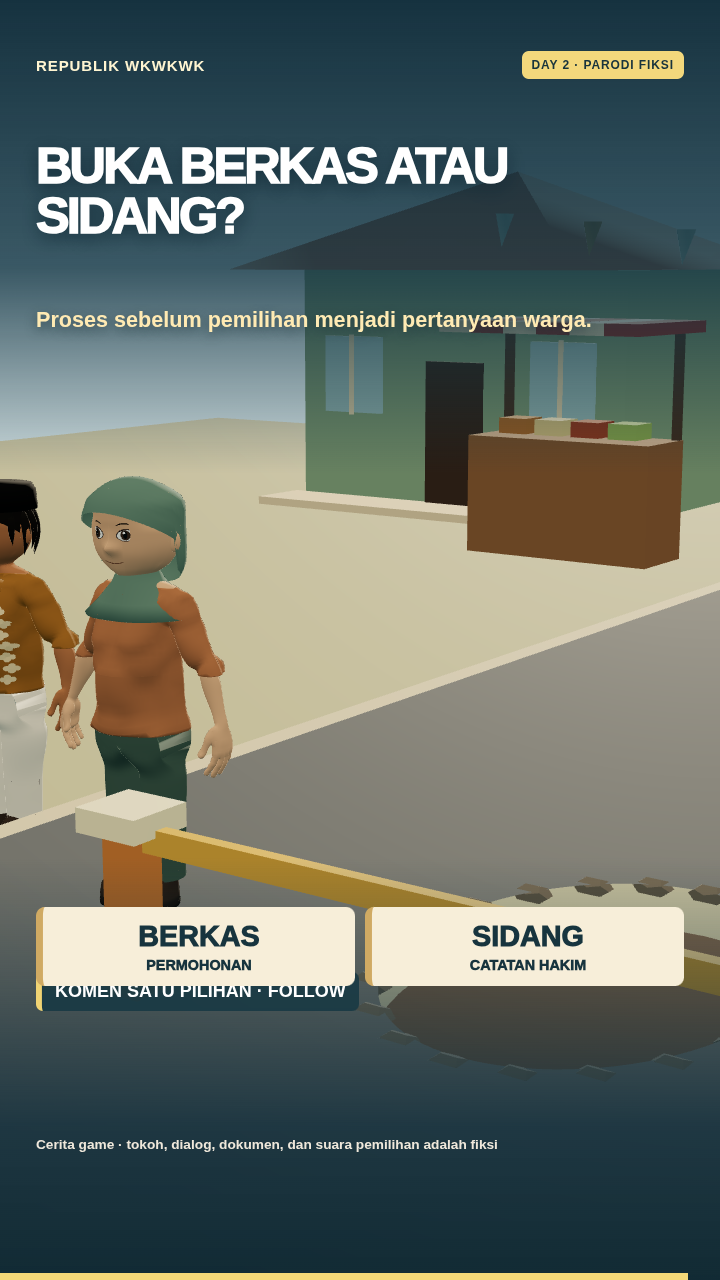 REPUBLIK WKWKWK
DAY 2 · PARODI FIKSI
BUKA BERKAS ATAU
SIDANG?
Proses sebelum pemilihan menjadi pertanyaan warga.
BERKAS
PERMOHONAN
SIDANG
CATATAN HAKIM
KOMEN SATU PILIHAN · FOLLOW
Cerita game · tokoh, dialog, dokumen, dan suara pemilihan adalah fiksi